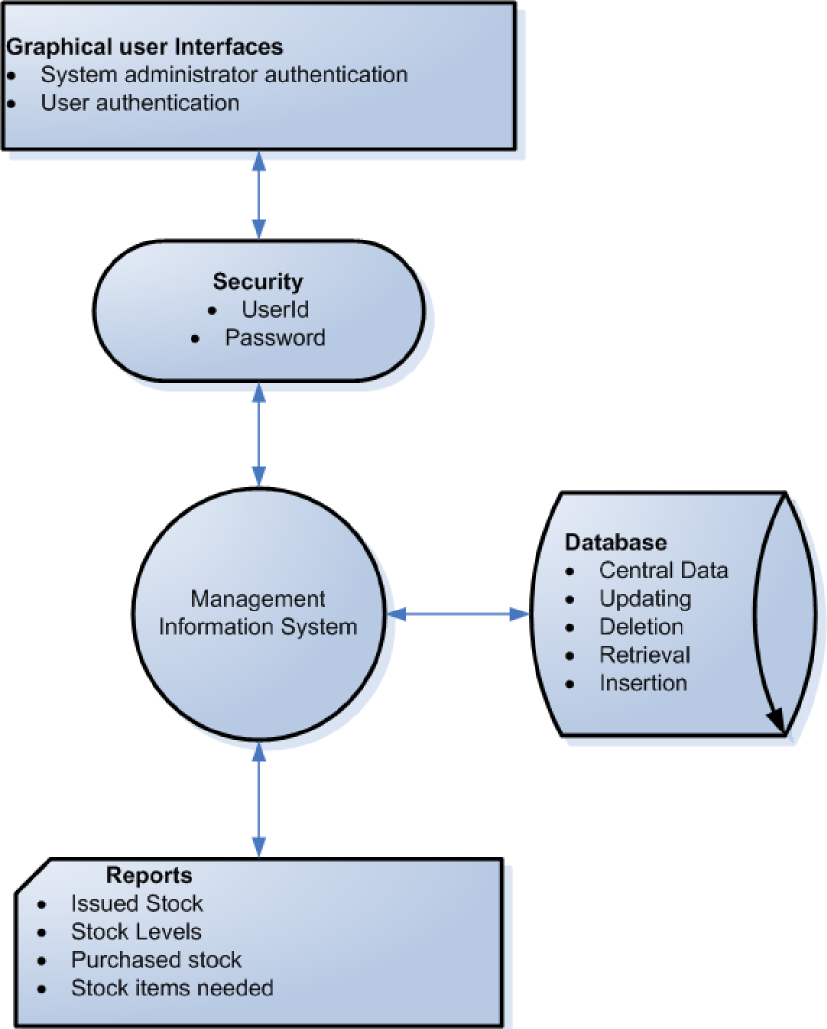 Graphical user Interfaces
• System administrator authentication
• User authentication
Security
• UserId
• Password
Management
Information System
Database
• Central Data
• Updating
• Deletion
• Retrieval
• Insertion
Reports
• Issued Stock
• Stock Levels
• Purchased stock
• Stock items needed